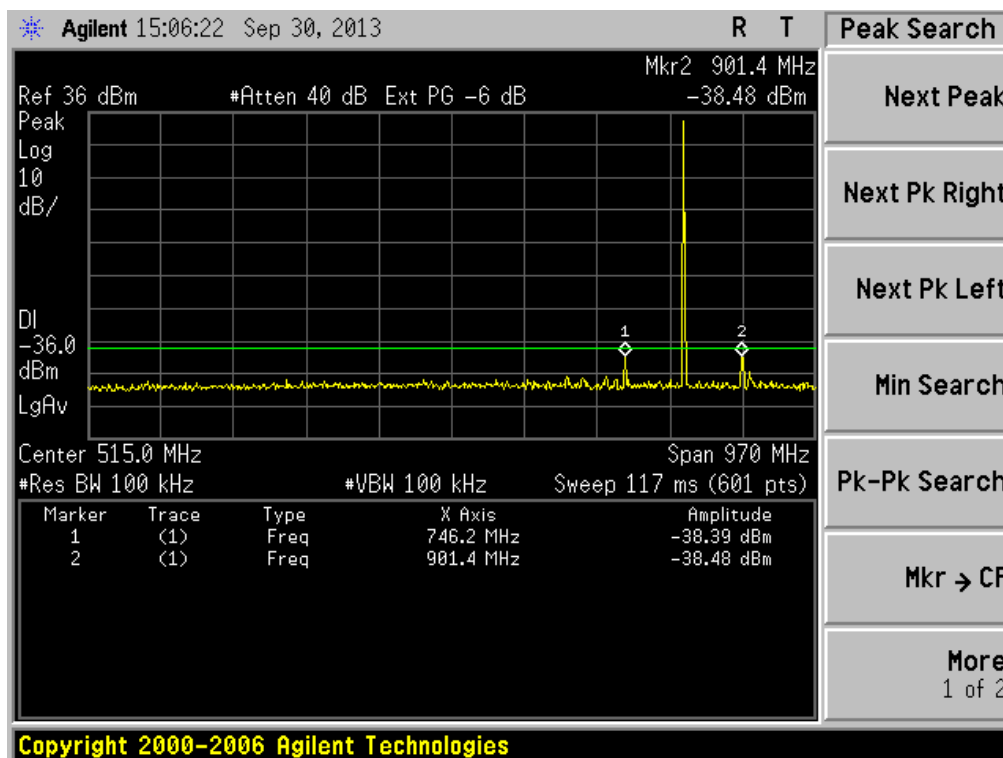 Agilent 15:06:22 Sep 30, 2013 R T
Peak Search
Mkr2 901.4 MHz
Ref 36 dBm #Atten 40 dB Ext PG -6 dB -38.48 dBm
Peak
Log
10
dB/
DI
-36.0
dBm
LgAv
1
2
Center 515.0 MHz Span 970 MHz
#Res BW 100 kHz #VBW 100 kHz Sweep 117 ms (601 pts)
Marker Trace Type X Axis Amplitude
1 (1) Freq 746.2 MHz -38.39 dBm
2 (1) Freq 901.4 MHz -38.48 dBm
Next Peak
Next Pk Right
Next Pk Left
Min Search
Pk-Pk Search
Mkr → CF
More
1 of 2
Copyright 2000-2006 Agilent Technologies